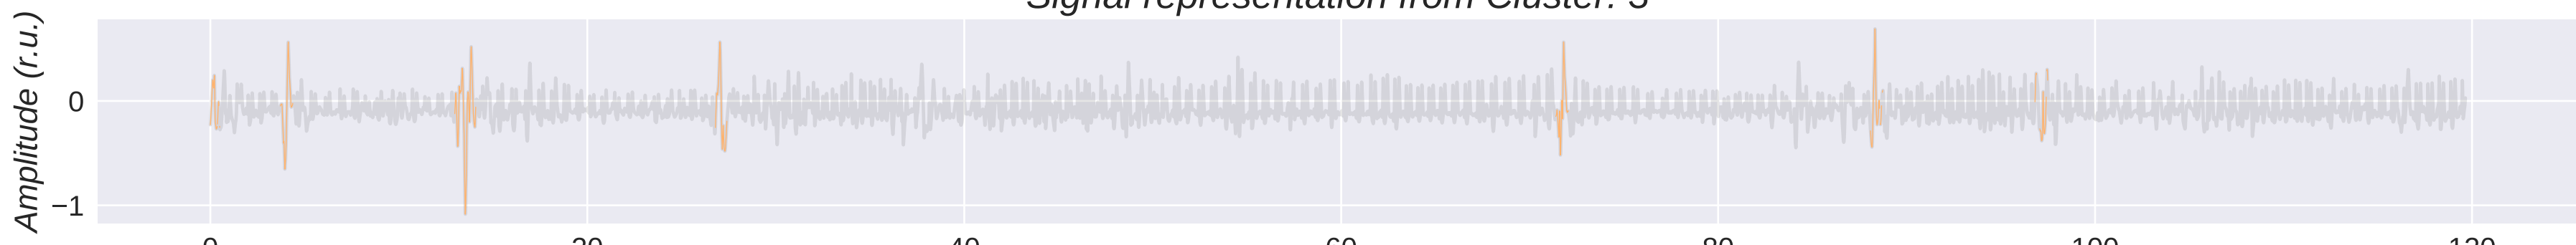 Signal representation from Cluster: 3
Amplitude (r.u.)
0
−1
0 20 40 60 80 100 120